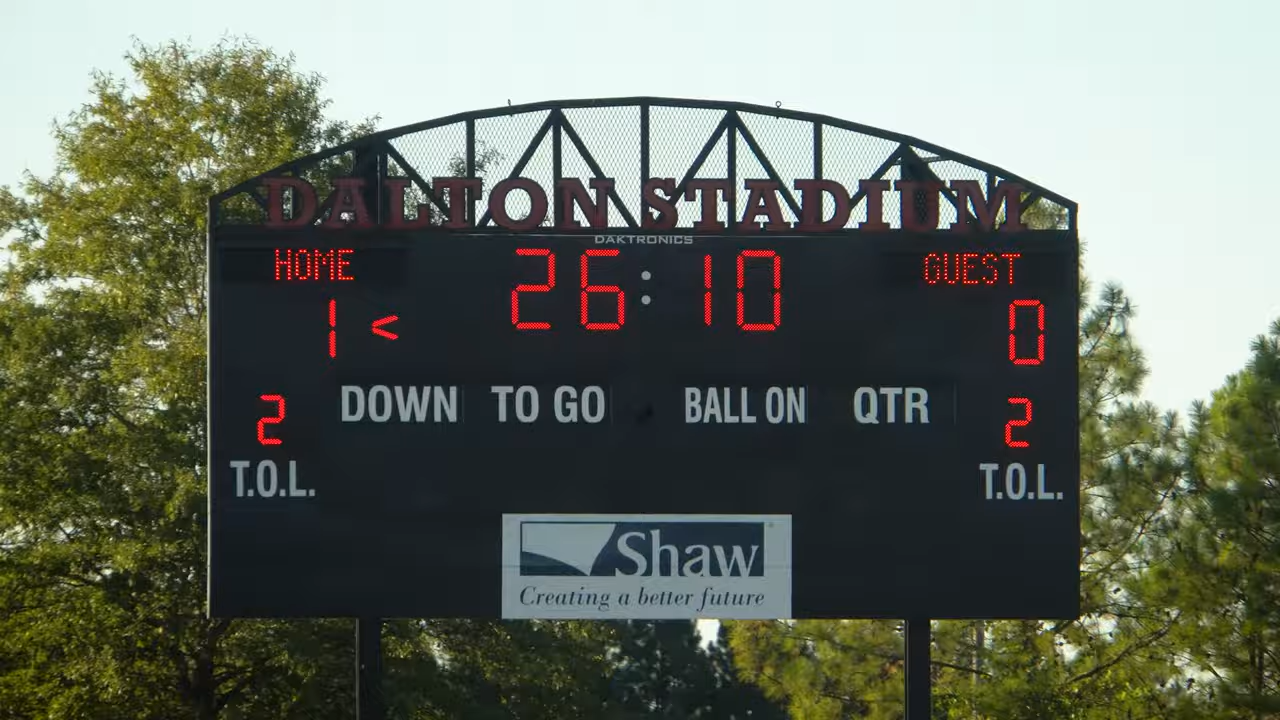 DALTON STADIUM
DAKTRONICS
HOME 26:10 GUEST
1 < 0
DOWN TO GO BALL ON QTR
2 2
T.O.L. T.O.L.
Shaw®
Creating a better future